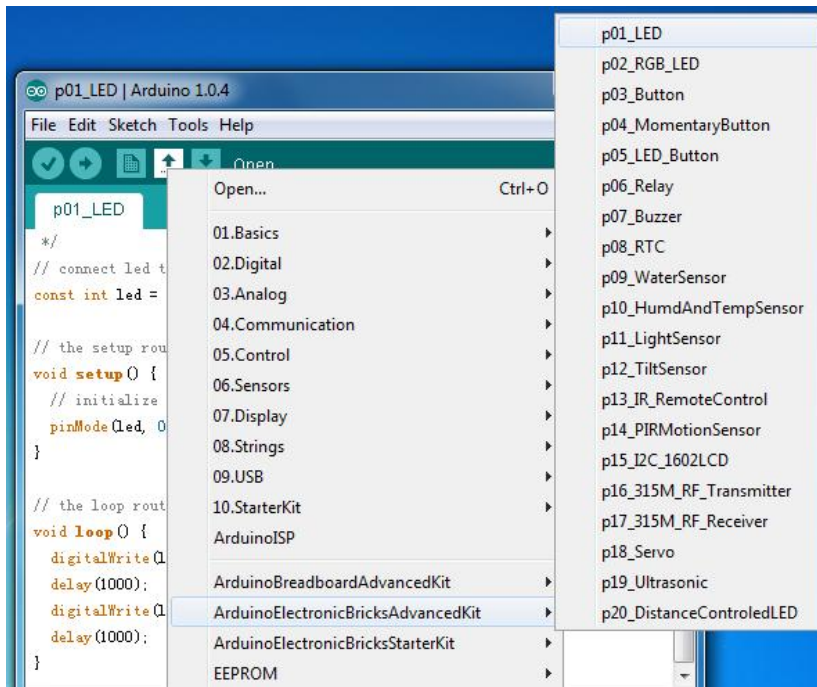 p01_LED | Arduino 1.0.4
File Edit Sketch Tools Help
Open
p01_LED
*/
// connect led t
const int led =
// the setup rou
void setup() {
// initialize
pinMode(led, O
}
// the loop rout
void loop() {
digitalWrite(l
delay(1000);
digitalWrite(l
delay(1000);
}
Open... Ctrl+O
01.Basics
02.Digital
03.Analog
04.Communication
05.Control
06.Sensors
07.Display
08.Strings
09.USB
10.StarterKit
ArduinoISP
ArduinoBreadboardAdvancedKit
ArduinoElectronicBricksAdvancedKit
ArduinoElectronicBricksStarterKit
EEPROM
p01_LED
p02_RGB_LED
p03_Button
p04_MomentaryButton
p05_LED_Button
p06_Relay
p07_Buzzer
p08_RTC
p09_WaterSensor
p10_HumdAndTempSensor
p11_LightSensor
p12_TiltSensor
p13_IR_RemoteControl
p14_PIRMotionSensor
p15_I2C_1602LCD
p16_315M_RF_Transmitter
p17_315M_RF_Receiver
p18_Servo
p19_Ultrasonic
p20_DistanceControledLED